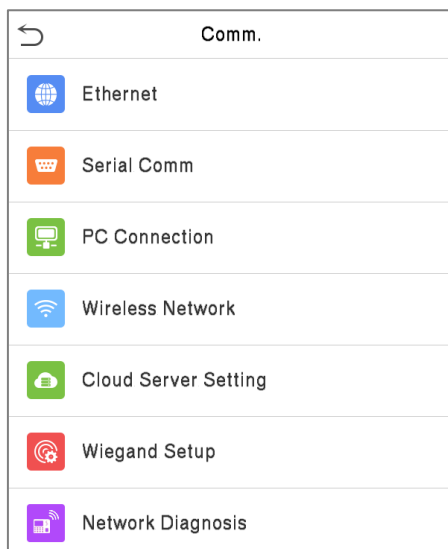 Comm.
Ethernet
Serial Comm
PC Connection
Wireless Network
Cloud Server Setting
Wiegand Setup
Network Diagnosis